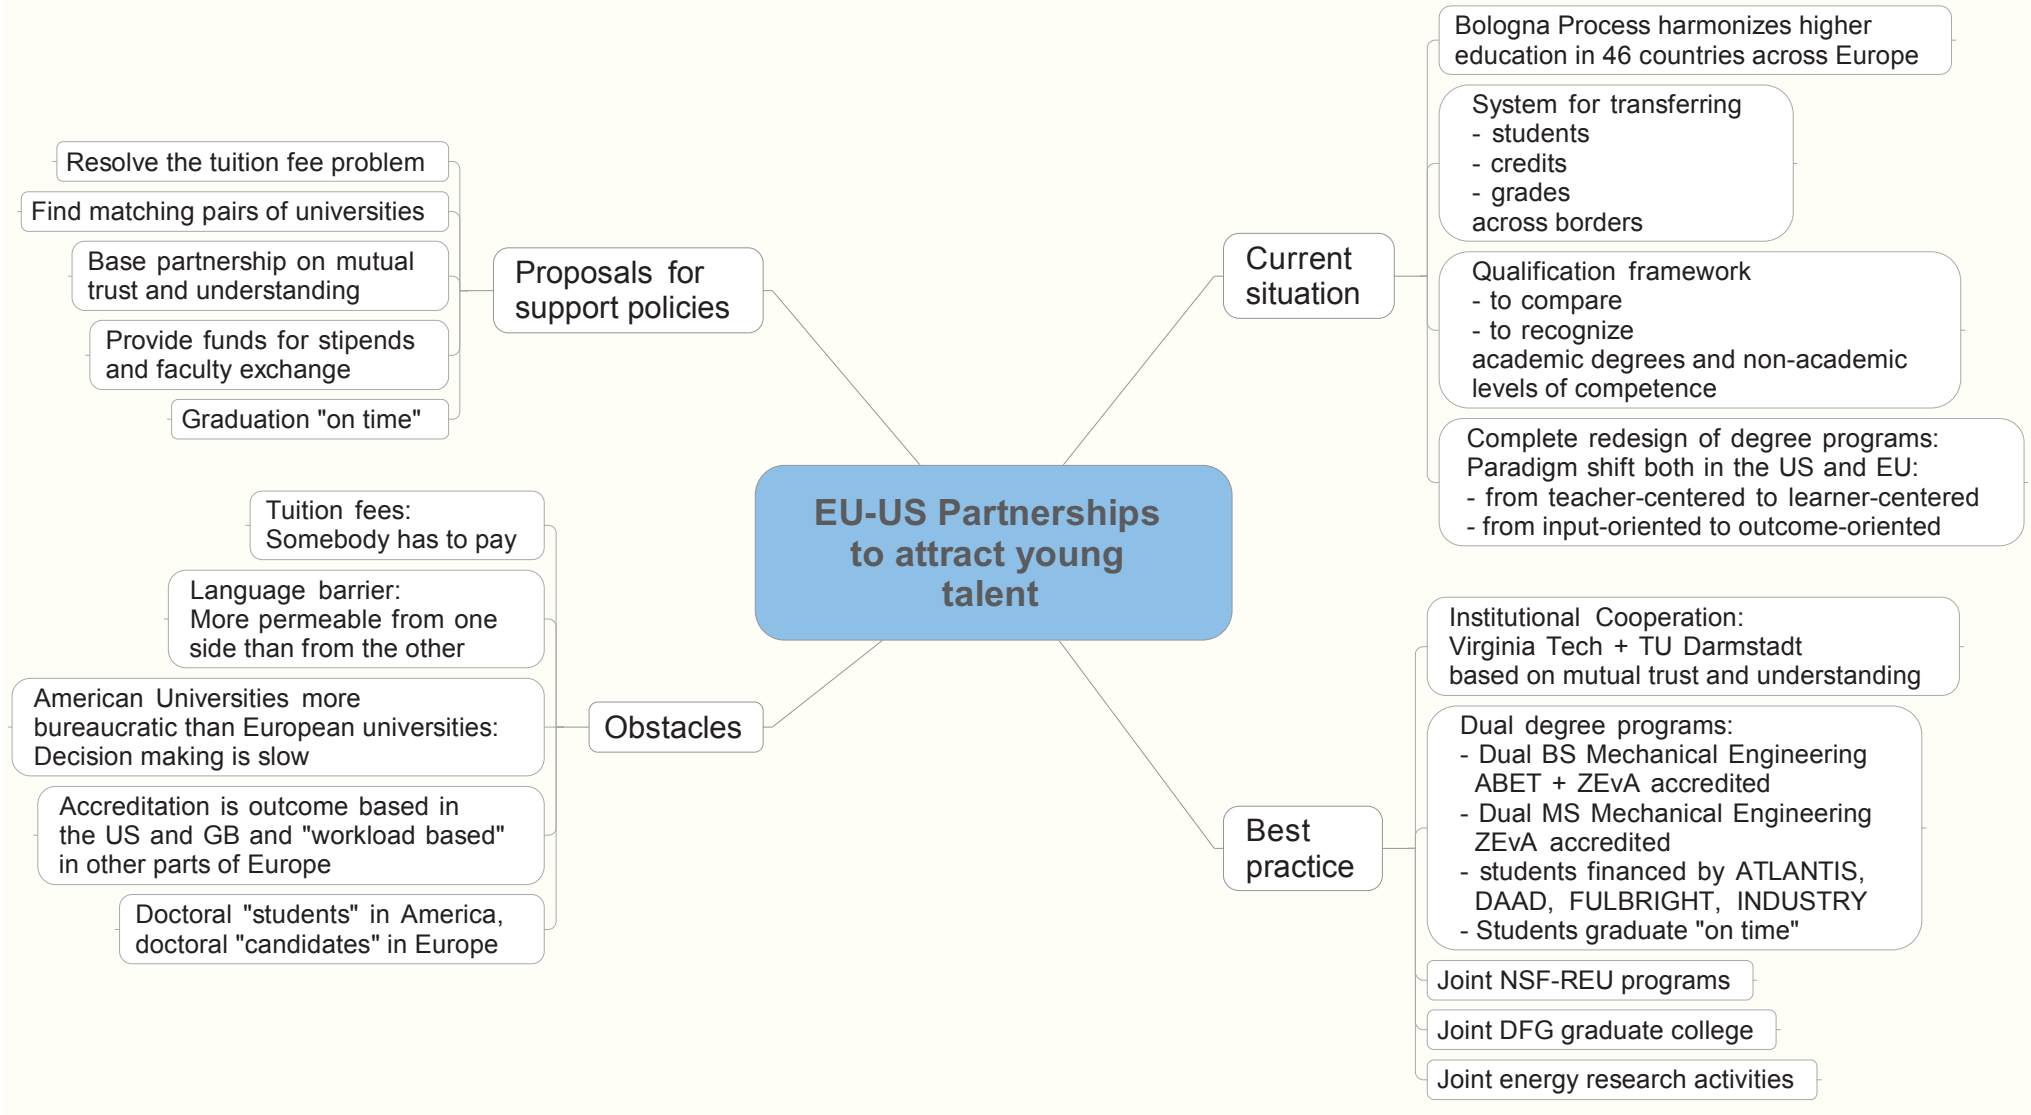 EU-US Partnerships
to attract young
talent
Current
situation
Bologna Process harmonizes higher
education in 46 countries across Europe
System for transferring
- students
- credits
- grades
across borders
Qualification framework
- to compare
- to recognize
academic degrees and non-academic
levels of competence
Complete redesign of degree programs:
Paradigm shift both in the US and EU:
- from teacher-centered to learner-centered
- from input-oriented to outcome-oriented
Best
practice
Institutional Cooperation:
Virginia Tech + TU Darmstadt
based on mutual trust and understanding
Dual degree programs:
- Dual BS Mechanical Engineering
ABET + ZEvA accredited
- Dual MS Mechanical Engineering
ZEvA accredited
- students financed by ATLANTIS,
DAAD, FULBRIGHT, INDUSTRY
- Students graduate "on time"
Joint NSF-REU programs
Joint DFG graduate college
Joint energy research activities
Obstacles
Tuition fees:
Somebody has to pay
Language barrier:
More permeable from one
side than from the other
American Universities more
bureaucratic than European universities:
Decision making is slow
Accreditation is outcome based in
the US and GB and "workload based"
in other parts of Europe
Doctoral "students" in America,
doctoral "candidates" in Europe
Proposals for
support policies
Resolve the tuition fee problem
Find matching pairs of universities
Base partnership on mutual
trust and understanding
Provide funds for stipends
and faculty exchange
Graduation "on time"